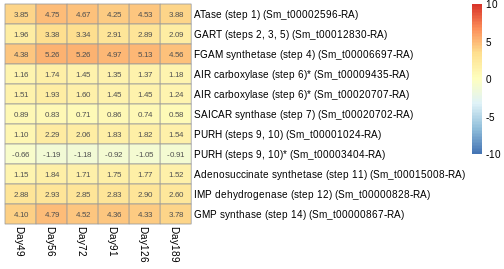 3.85 4.75 4.67 4.25 4.53 3.88 ATase (step 1) (Sm_t00002596-RA)
1.96 3.38 3.34 2.91 2.89 2.09 GART (steps 2, 3, 5) (Sm_t00012830-RA)
4.38 5.26 5.26 4.97 5.13 4.56 FGAM synthetase (step 4) (Sm_t00006697-RA)
1.16 1.74 1.45 1.35 1.37 1.18 AIR carboxylase (step 6)* (Sm_t00009435-RA)
1.51 1.93 1.60 1.45 1.45 1.24 AIR carboxylase (step 6)* (Sm_t00020707-RA)
0.89 0.83 0.71 0.86 0.74 0.58 SAICAR synthase (step 7) (Sm_t00020702-RA)
1.10 2.29 2.06 1.83 1.82 1.54 PURH (steps 9, 10) (Sm_t00001024-RA)
-0.66 -1.19 -1.18 -0.92 -1.05 -0.91 PURH (steps 9, 10)* (Sm_t00003404-RA)
1.15 1.84 1.71 1.75 1.77 1.52 Adenosuccinate synthetase (step 11) (Sm_t00015008-RA)
2.88 2.93 2.85 2.83 2.90 2.60 IMP dehydrogenase (step 12) (Sm_t00000828-RA)
4.10 4.79 4.52 4.36 4.33 3.78 GMP synthase (step 14) (Sm_t00000867-RA)
Day49 Day56 Day72 Day91 Day126 Day189
10
5
0
-5
-10